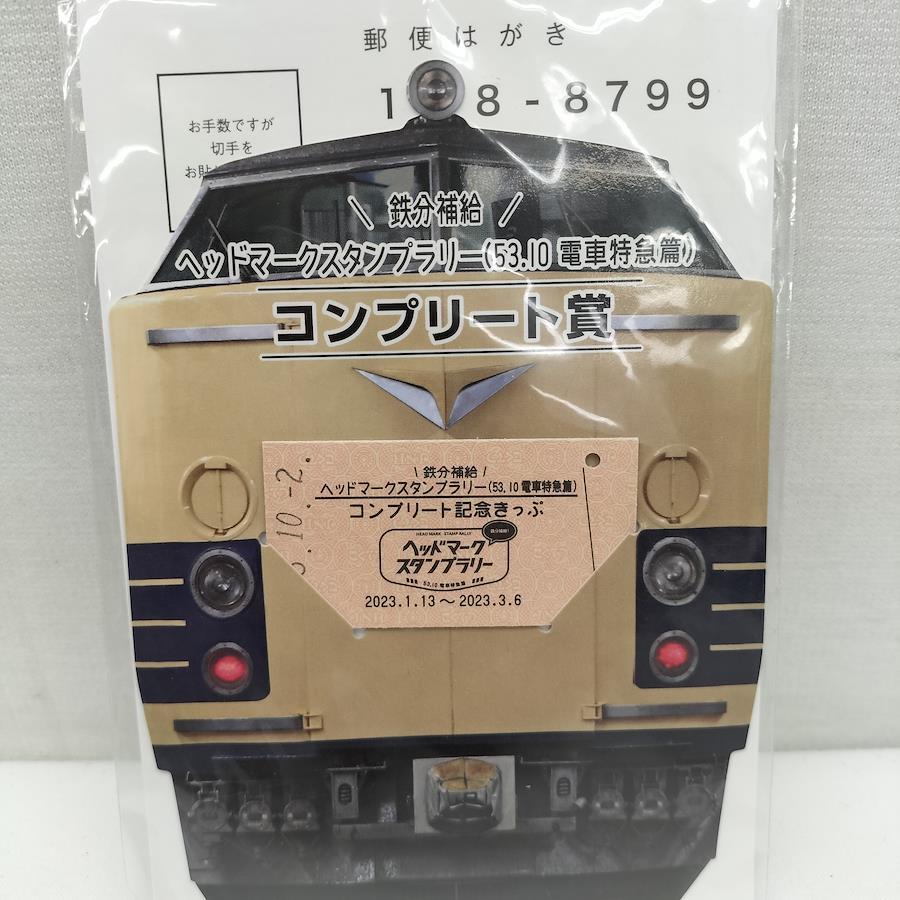 郵便はがき
1 8-8799
お手数ですが
切手を
お貼
\ 鉄分補給 /
ヘッドマークスタンプラリー(53.10 電車特急篇)
コンプリート賞
\ 鉄分補給 /
ヘッドマークスタンプラリー(53.10 電車特急篇)
コンプリート記念きっぷ
.10.-2.
HEAD MARK STAMP RALLY
鉄分補給!
ヘッドマーク
スタンプラリー
53.10 電車特急篇
2023.1.13～2023.3.6